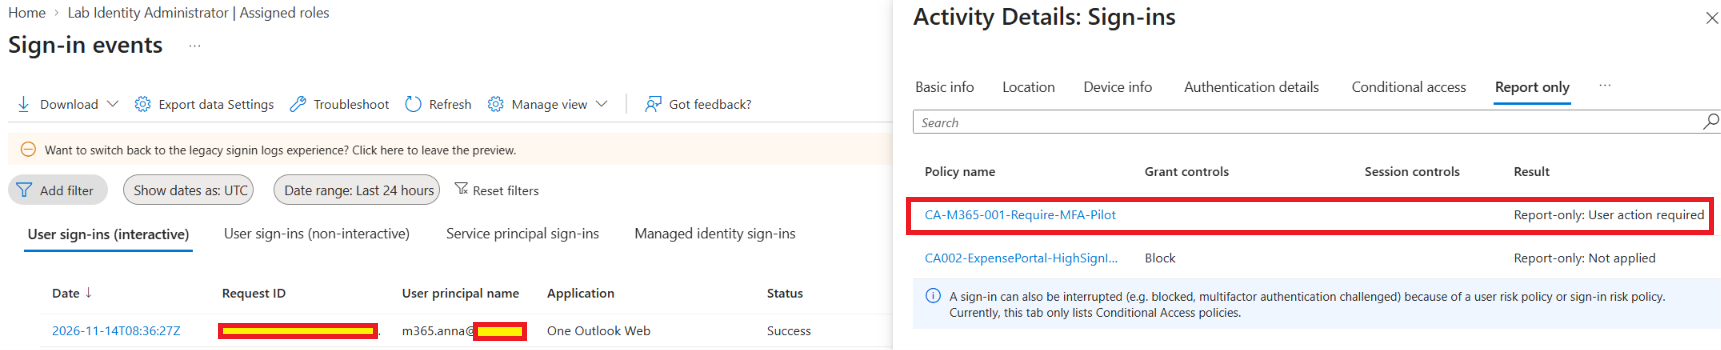 Home > Lab Identity Administrator | Assigned roles
Sign-in events ...
Download Export data Settings Troubleshoot Refresh Manage view Got feedback?
Want to switch back to the legacy signin logs experience? Click here to leave the preview.
Add filter Show dates as: UTC Date range: Last 24 hours Reset filters
User sign-ins (interactive) User sign-ins (non-interactive) Service principal sign-ins Managed identity sign-ins
Date ↓ Request ID User principal name Application Status
2026-11-14T08:36:27Z . m365.anna@ One Outlook Web Success
Activity Details: Sign-ins
Basic info Location Device info Authentication details Conditional access Report only ...
Search
Policy name Grant controls Session controls Result
CA-M365-001-Require-MFA-Pilot Report-only: User action required
CA002-ExpensePortal-HighSignI... Block Report-only: Not applied
A sign-in can also be interrupted (e.g. blocked, multifactor authentication challenged) because of a user risk policy or sign-in risk policy.
Currently, this tab only lists Conditional Access policies.